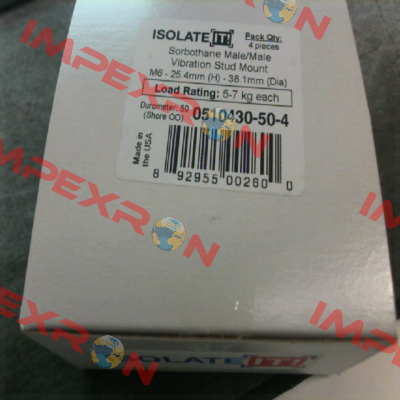 ISOLATE IT!
Pack Qty:
4 pieces
Sorbothane Male/Male
Vibration Stud Mount
M6 - 25.4mm (H) - 38.1mm (Dia)
Load Rating: 5-7 kg each
Durometer: 50
(Shore OO)
0510430-50-4
Made in
the USA
8 92955 00260 0
ISOLATE IT!
IMPEXRON
IMPEXRON
IMPEXRON
IMPEXRON